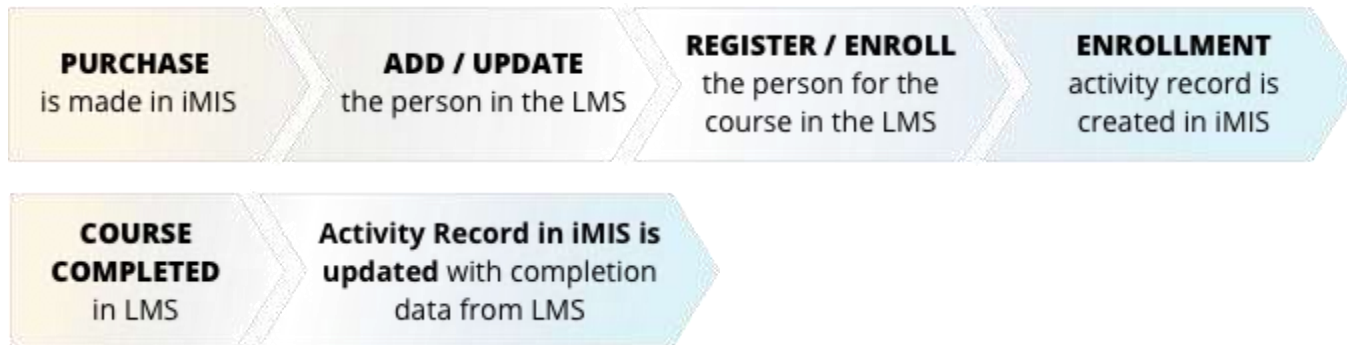 PURCHASE
is made in iMIS
ADD / UPDATE
the person in the LMS
REGISTER / ENROLL
the person for the
course in the LMS
ENROLLMENT
activity record is
created in iMIS
COURSE
COMPLETED
in LMS
Activity Record in iMIS is
updated with completion
data from LMS